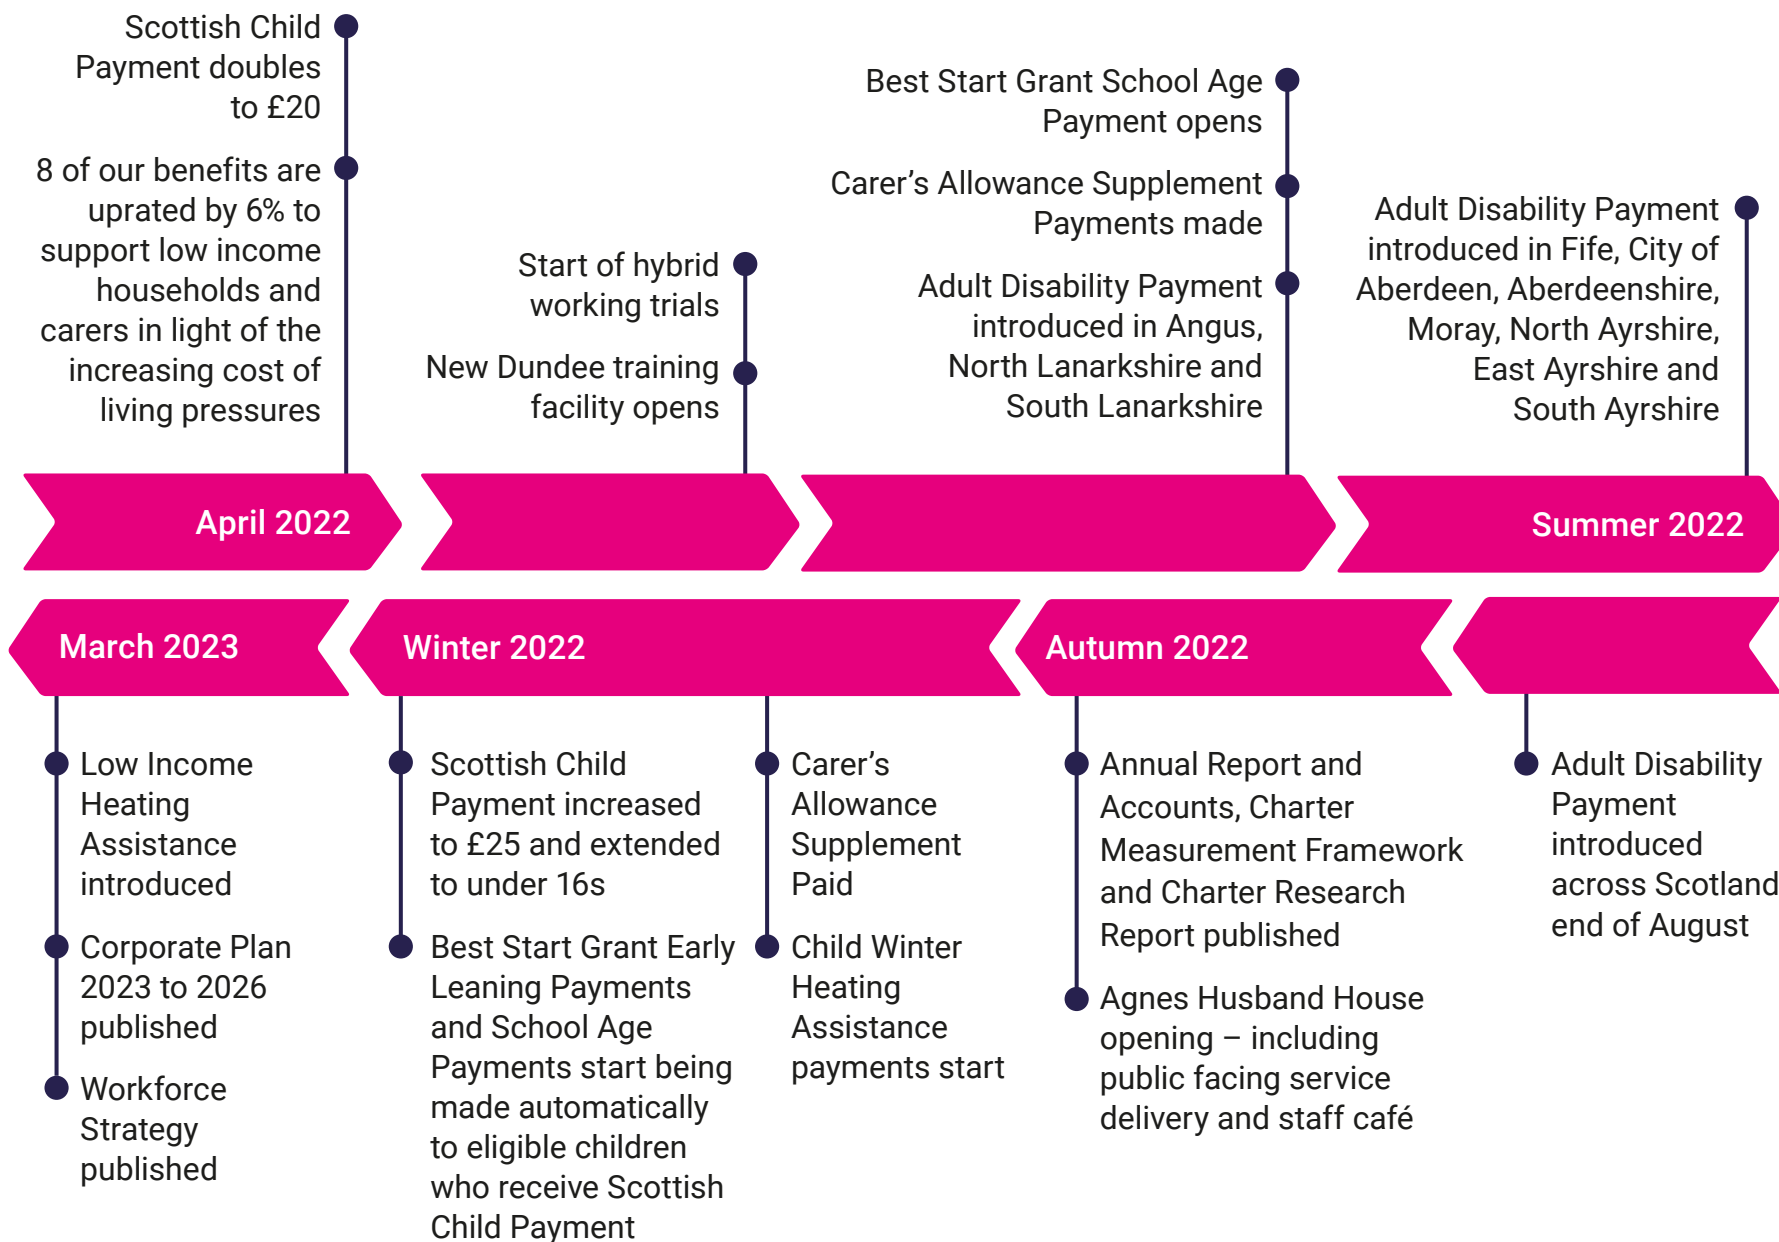 Scottish Child
Payment doubles
to £20
8 of our benefits are
uprated by 6% to
support low income
households and
carers in light of the
increasing cost of
living pressures
April 2022
Start of hybrid
working trials
New Dundee training
facility opens
Best Start Grant School Age
Payment opens
Carer’s Allowance Supplement
Payments made
Adult Disability Payment
introduced in Angus,
North Lanarkshire and
South Lanarkshire
Adult Disability Payment
introduced in Fife, City of
Aberdeen, Aberdeenshire,
Moray, North Ayrshire,
East Ayrshire and
South Ayrshire
Summer 2022
Adult Disability
Payment
introduced
across Scotland
end of August
Autumn 2022
Annual Report and
Accounts, Charter
Measurement Framework
and Charter Research
Report published
Agnes Husband House
opening – including
public facing service
delivery and staff café
Winter 2022
Carer’s
Allowance
Supplement
Paid
Child Winter
Heating
Assistance
payments start
Scottish Child
Payment increased
to £25 and extended
to under 16s
Best Start Grant Early
Leaning Payments
and School Age
Payments start being
made automatically
to eligible children
who receive Scottish
Child Payment
March 2023
Low Income
Heating
Assistance
introduced
Corporate Plan
2023 to 2026
published
Workforce
Strategy
published